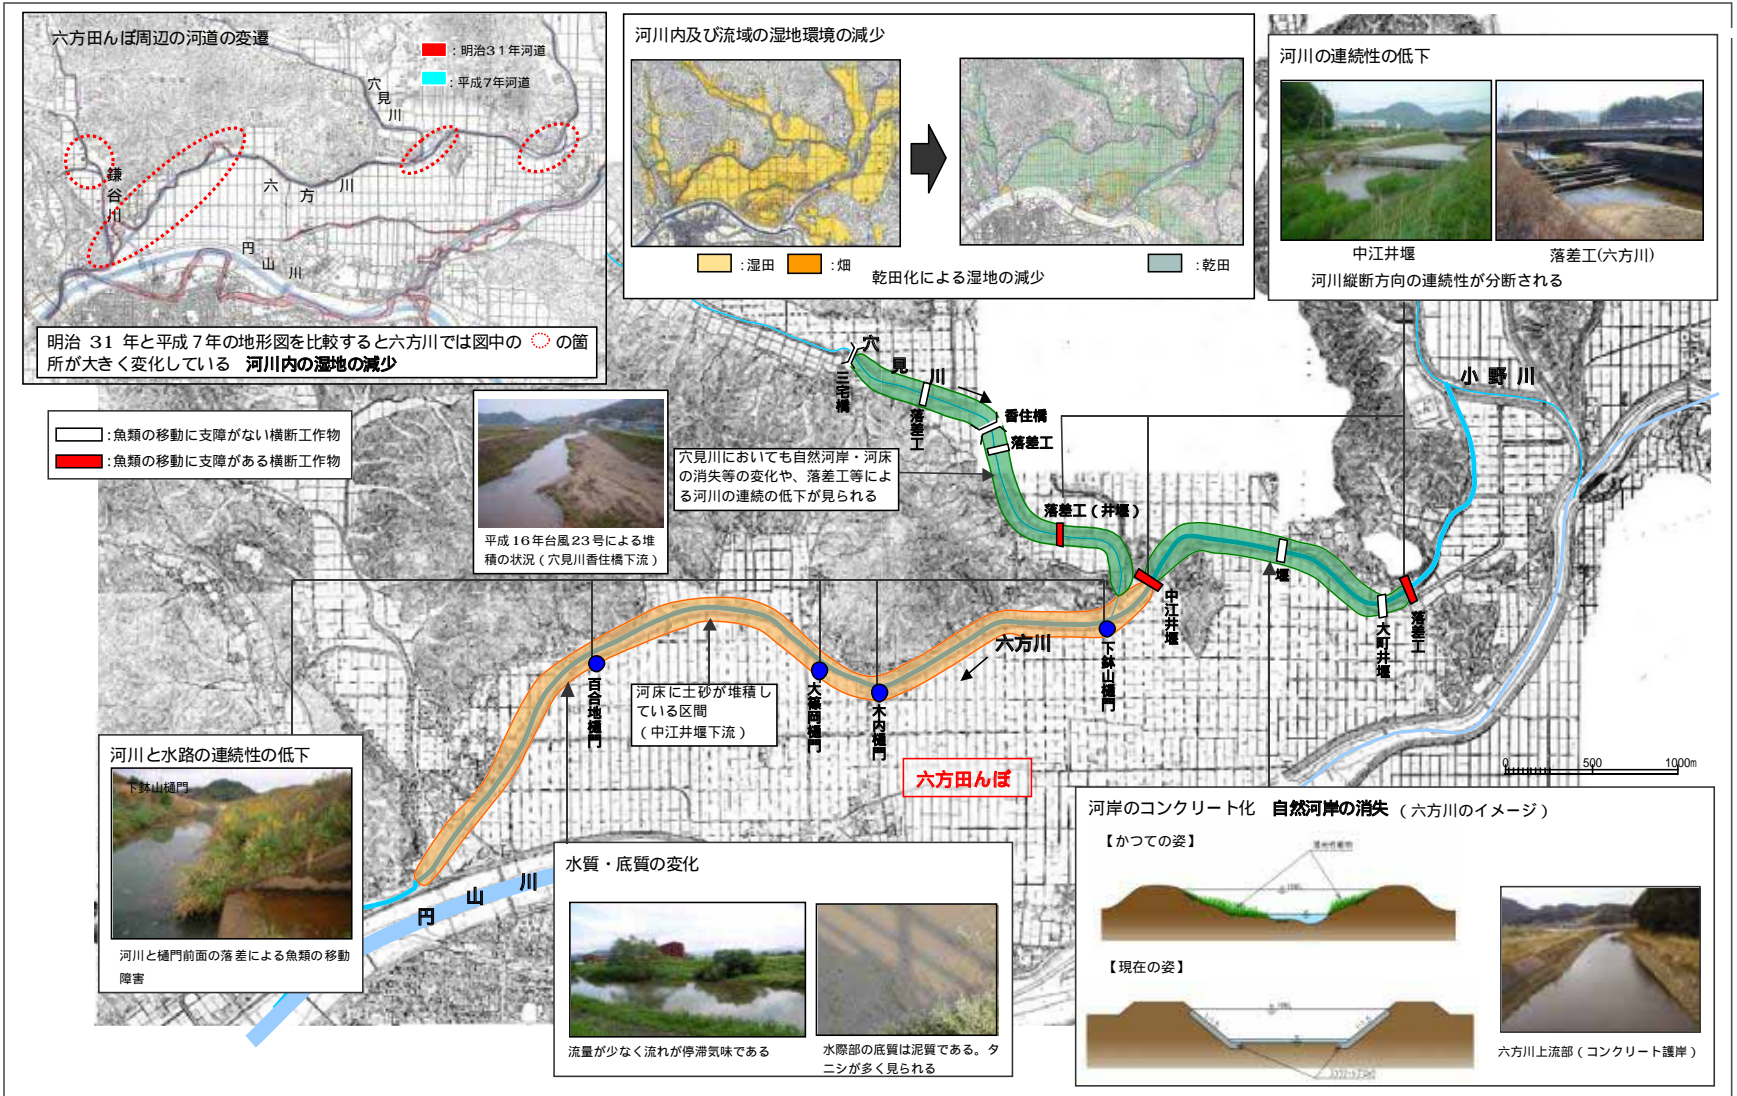 六方田んぼ周辺の河道の変遷
：明治31年河道
：平成7年河道
穴見川
鎌谷川
六方川
円山川
明治 31 年と平成7年の地形図を比較すると六方川では図中の の箇
所が大きく変化している 河川内の湿地の減少
河川内及び流域の湿地環境の減少
：湿田
：畑
：乾田
乾田化による湿地の減少
河川の連続性の低下
中江井堰
落差工(六方川)
河川縦断方向の連続性が分断される
：魚類の移動に支障がない横断工作物
：魚類の移動に支障がある横断工作物
平成16年台風23号による堆
積の状況（穴見川香住橋下流）
穴見川においても自然河岸・河床
の消失等の変化や、落差工等によ
る河川の連続の低下が見られる
穴見川
三宅橋
落差工
香住橋
落差工
落差工（井堰）
小野川
中江井堰
堰
大町井堰
落差工
六方川
下鉢山樋門
木内樋門
大篠岡樋門
百合地樋門
河床に土砂が堆積し
ている区間
（中江井堰下流）
六方田んぼ
0 500 1000m
円山川
河川と水路の連続性の低下
下鉢山樋門
河川と樋門前面の落差による魚類の移動
障害
水質・底質の変化
流量が少なく流れが停滞気味である
水際部の底質は泥質である。タ
ニシが多く見られる
河岸のコンクリート化 自然河岸の消失（六方川のイメージ）
【かつての姿】
【現在の姿】
六方川上流部（コンクリート護岸）